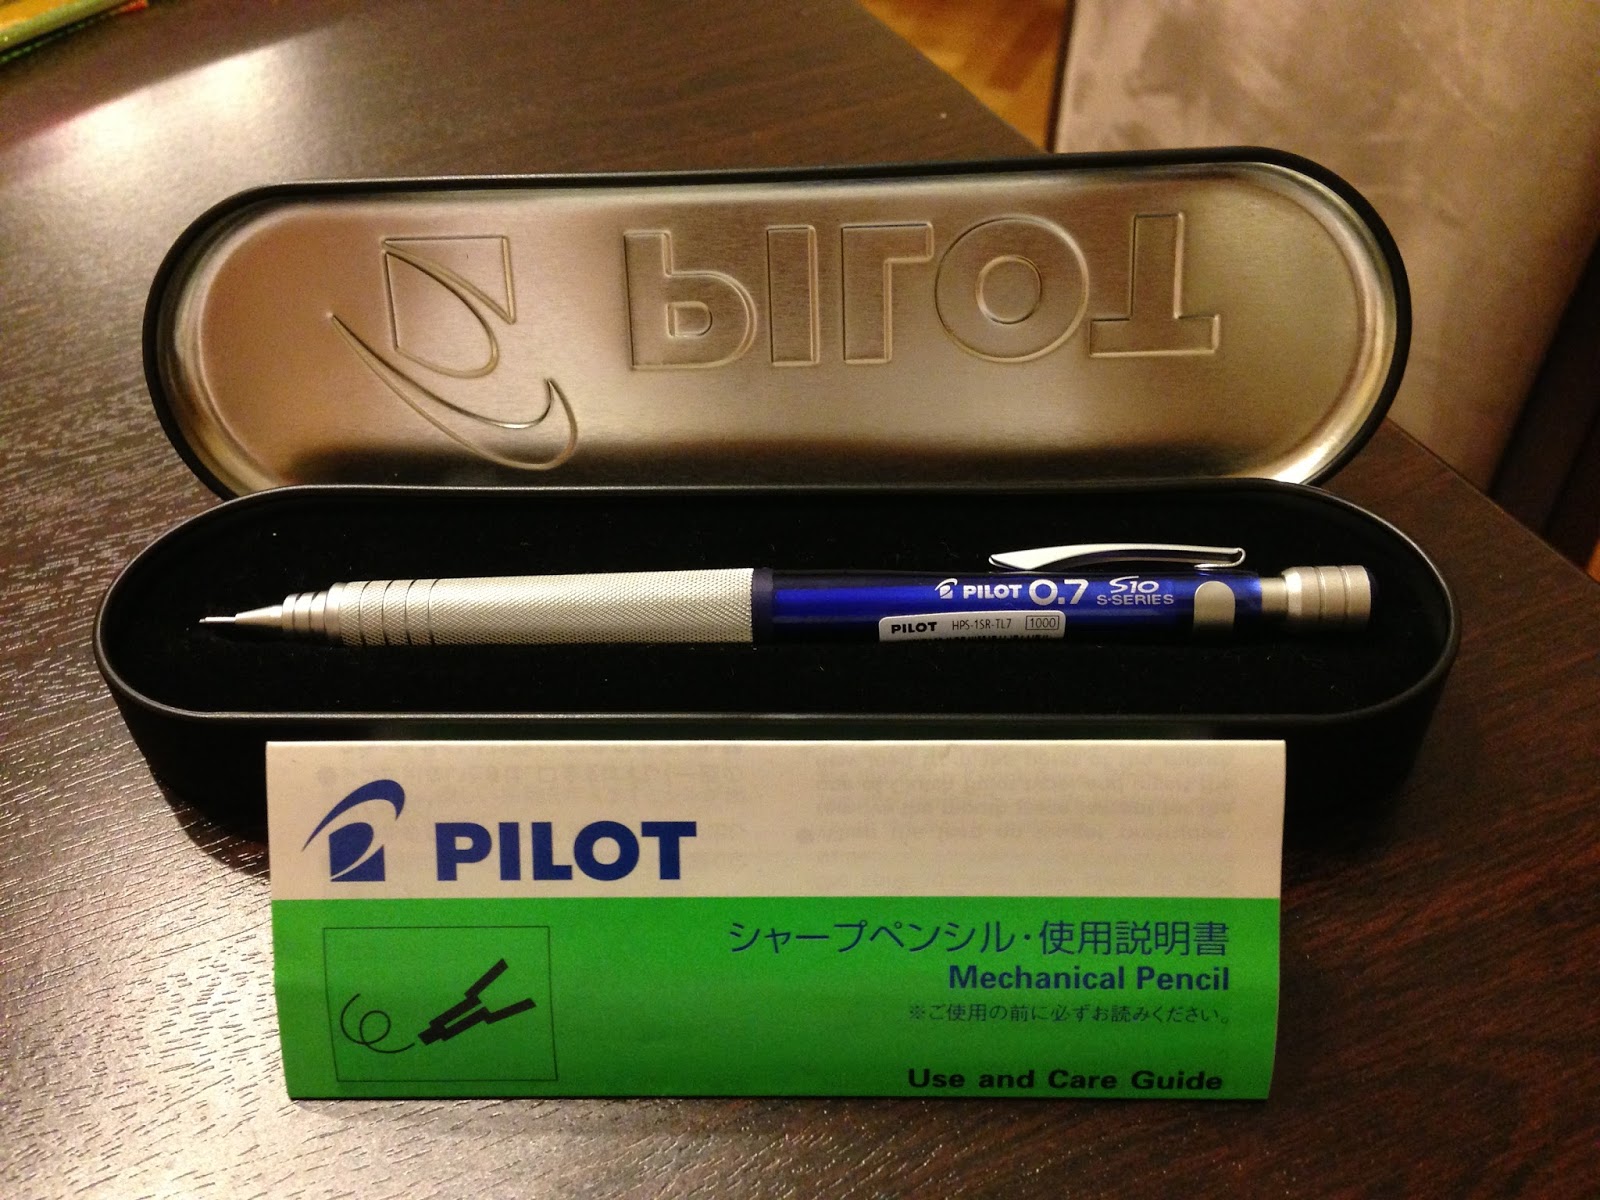 PILOT
PILOT 0.7 S10
S·SERIES
PILOT HPS-1SR-TL7 1000
PILOT
シャープペンシル・使用説明書
Mechanical Pencil
※ご使用の前に必ずお読みください。
Use and Care Guide